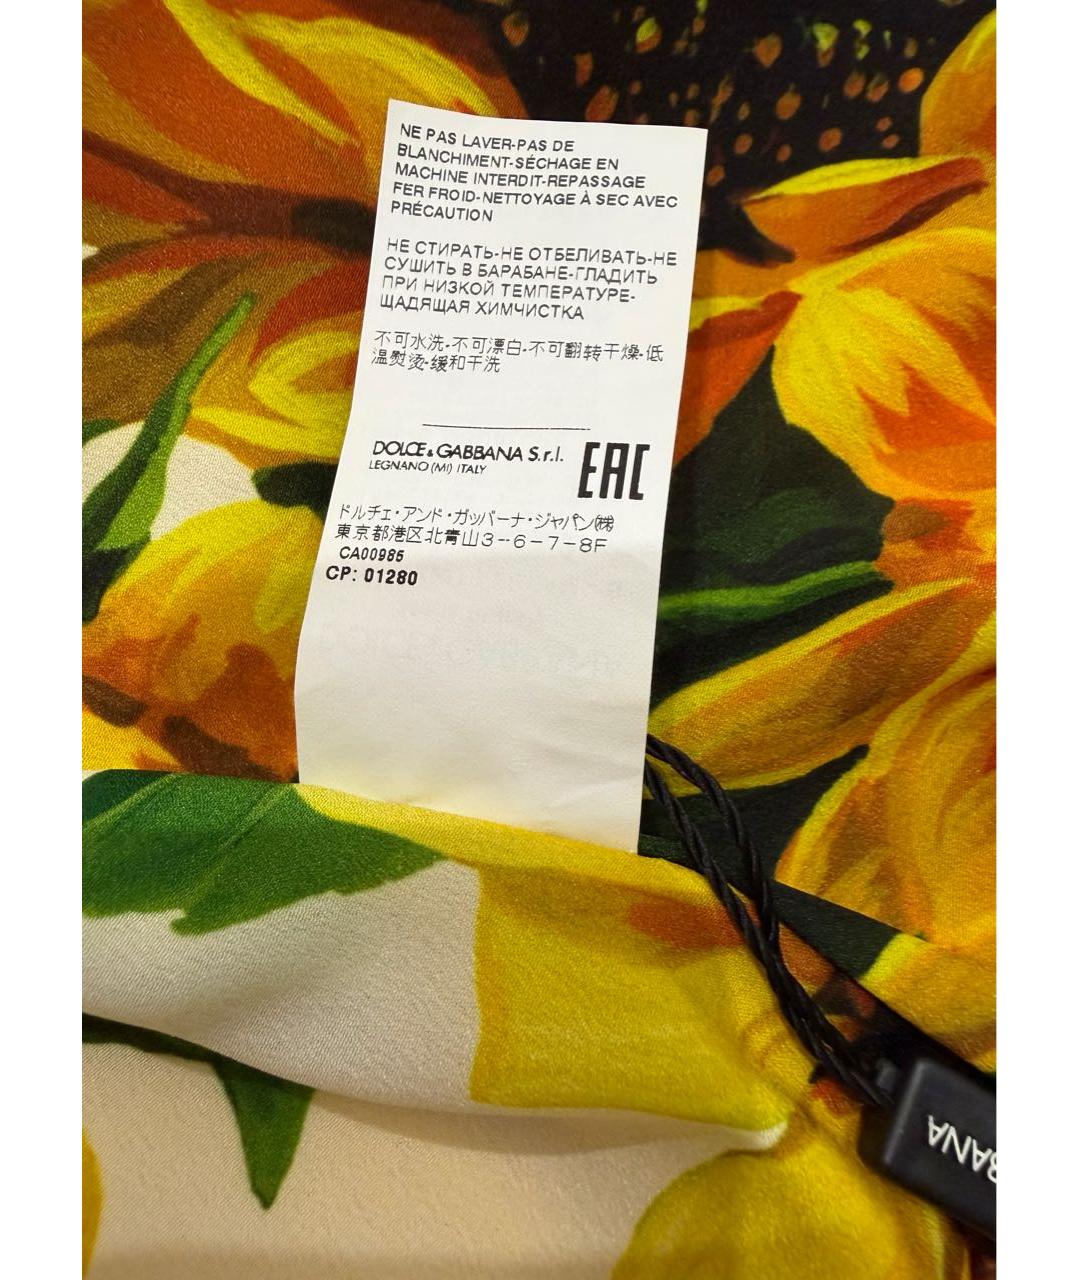 NE PAS LAVER-PAS DE
BLANCHIMENT-SÉCHAGE EN
MACHINE INTERDIT-REPASSAGE
FER FROID-NETTOYAGE À SEC AVEC
PRÉCAUTION
НЕ СТИРАТЬ-НЕ ОТБЕЛИВАТЬ-НЕ
СУШИТЬ В БАРАБАНЕ-ГЛАДИТЬ
ПРИ НИЗКОЙ ТЕМПЕРАТУРЕ-
ЩАДЯЩАЯ ХИМЧИСТКА
不可水洗-不可漂白-不可翻转干燥-低
温熨烫-缓和干洗
DOLCE & GABBANA S.r.l.
LEGNANO (MI) ITALY
EAC
ドルチェ・アンド・ガッバーナ・ジャパン㈱
東京都港区北青山3-6-7-8F
CA00985
CP: 01280
BANA